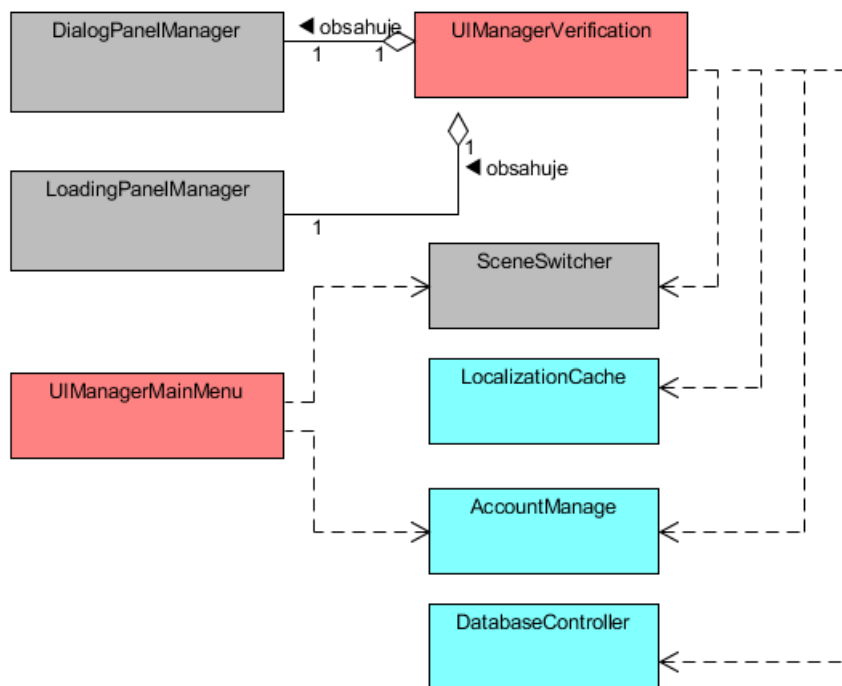 DialogPanelManager
◀ obsahuje
1
1
UIManagerVerification
LoadingPanelManager
1
◀ obsahuje
1
SceneSwitcher
UIManagerMainMenu
LocalizationCache
AccountManage
DatabaseController